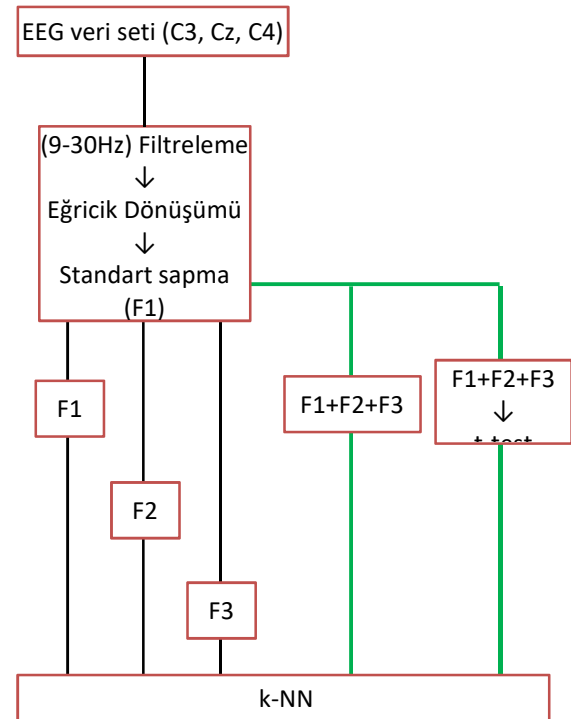 EEG veri seti (C3, Cz, C4)
(9-30Hz) Filtreleme
↓
Eğricik Dönüşümü
↓
Standart sapma
(F1)
F1
F2
F3
F1+F2+F3
F1+F2+F3
↓
t-test
k-NN